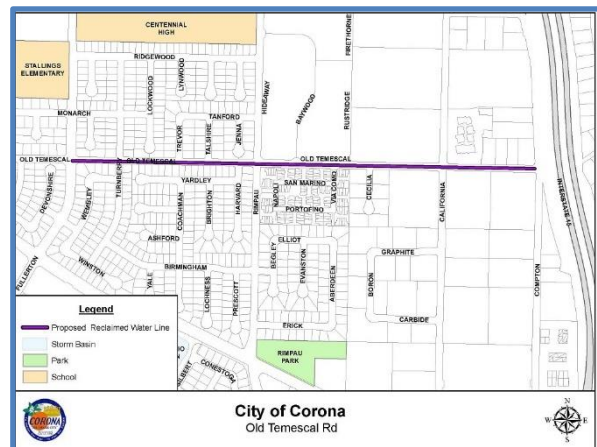 CENTENNIAL
HIGH
STALLINGS
ELEMENTARY
RIDGEWOOD
LOCKWOOD
LYNWOOD
HIDEAWAY
BAYWOOD
FIRETHORNE
RUSTRIDGE
MONARCH
TREVOR
TALSHIRE
TANFORD
JENNA
OLD TEMESCAL
OLD TEMESCAL
OLD TEMESCAL
DEVONSHIRE
WEMBLEY
TURNBERRY
YARDLEY
COACHMAN
BRIGHTON
HARVARD
RIMPAU
NAPOLI
SAN MARINO
VIA COMO
PORTOFINO
CECILIA
CALIFORNIA
INTERSTATE 15
FULLERTON
WINSTON
ASHFORD
YALE
BIRMINGHAM
LOCHNESS
PRESCOTT
ELLIOT
BEGLEY
EVANSTON
ABERDEEN
BORON
GRAPHITE
CARBIDE
COMPTON
ERICK
RIMPAU
PARK
CONESTOGA
Legend
Proposed Reclaimed Water Line
Storm Basin
Park
School
CORONA
City of Corona
Old Temescal Rd
N
W
E
S